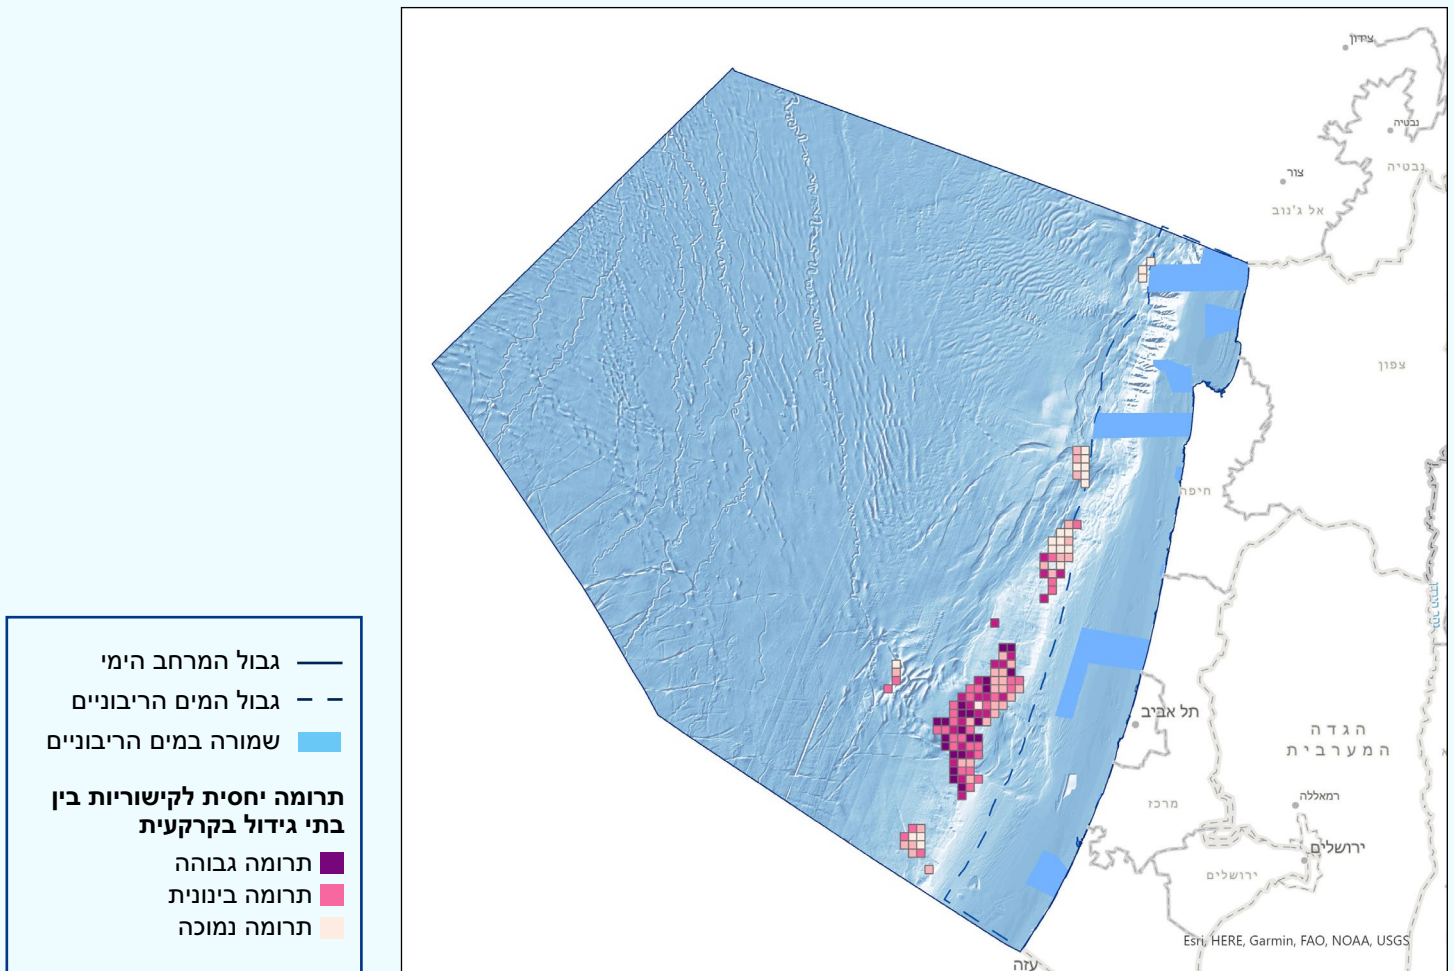 צידון
נבטיה
נבטיה
צור
אל ג'נוב
צפון
חיפה
תל אביב
הגדה
המערבית
רמאללה
מרכז
ירושלים
ירושלים
Esri, HERE, Garmin, FAO, NOAA, USGS
עזה
גבול המרחב הימי
גבול המים הריבוניים
שמורה במים הריבוניים
תרומה יחסית לקישוריות בין
בתי גידול בקרקעית
תרומה גבוהה
תרומה בינונית
תרומה נמוכה